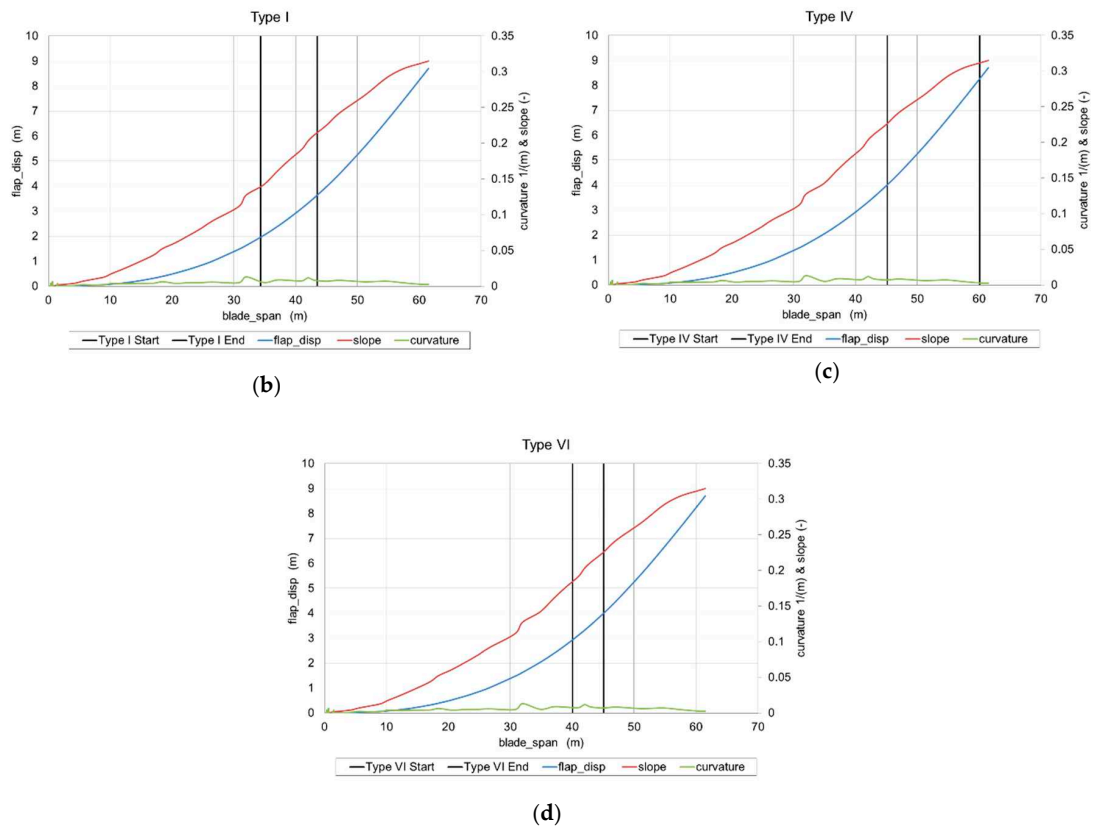 Type I
10
9
8
7
6
5
4
3
2
1
0
flap_disp (m)
0.35
0.3
0.25
0.2
0.15
0.1
0.05
0
curvature 1/(m) & slope (-)
0 10 20 30 40 50 60 70
blade_span (m)
Type I Start Type I End flap_disp slope curvature
(b)
Type IV
10
9
8
7
6
5
4
3
2
1
0
flap_disp (m)
0.35
0.3
0.25
0.2
0.15
0.1
0.05
0
curvature 1/(m) & slope (-)
0 10 20 30 40 50 60 70
blade_span (m)
Type IV Start Type IV End flap_disp slope curvature
(c)
Type VI
10
9
8
7
6
5
4
3
2
1
0
flap_disp (m)
0.35
0.3
0.25
0.2
0.15
0.1
0.05
0
curvature 1/(m) & slope (-)
0 10 20 30 40 50 60 70
blade_span (m)
Type VI Start Type VI End flap_disp slope curvature
(d)